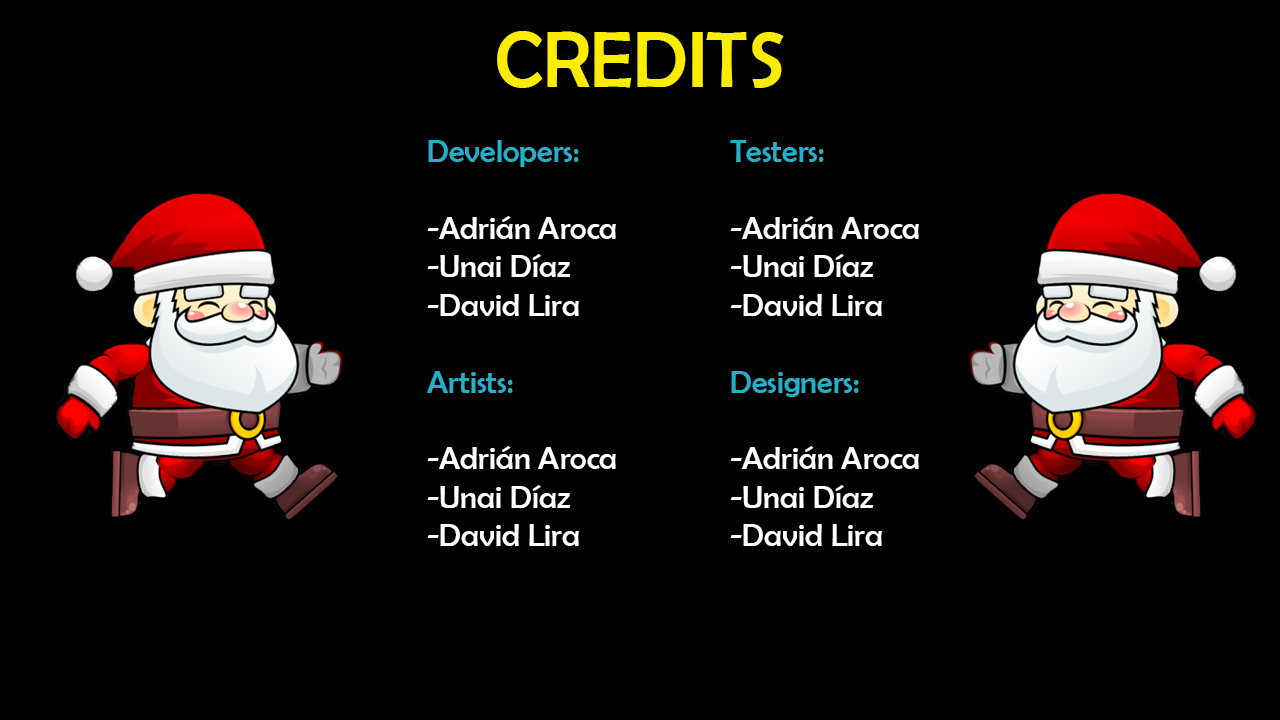 CREDITS
Developers:
-Adrián Aroca
-Unai Díaz
-David Lira
Testers:
-Adrián Aroca
-Unai Díaz
-David Lira
Artists:
-Adrián Aroca
-Unai Díaz
-David Lira
Designers:
-Adrián Aroca
-Unai Díaz
-David Lira